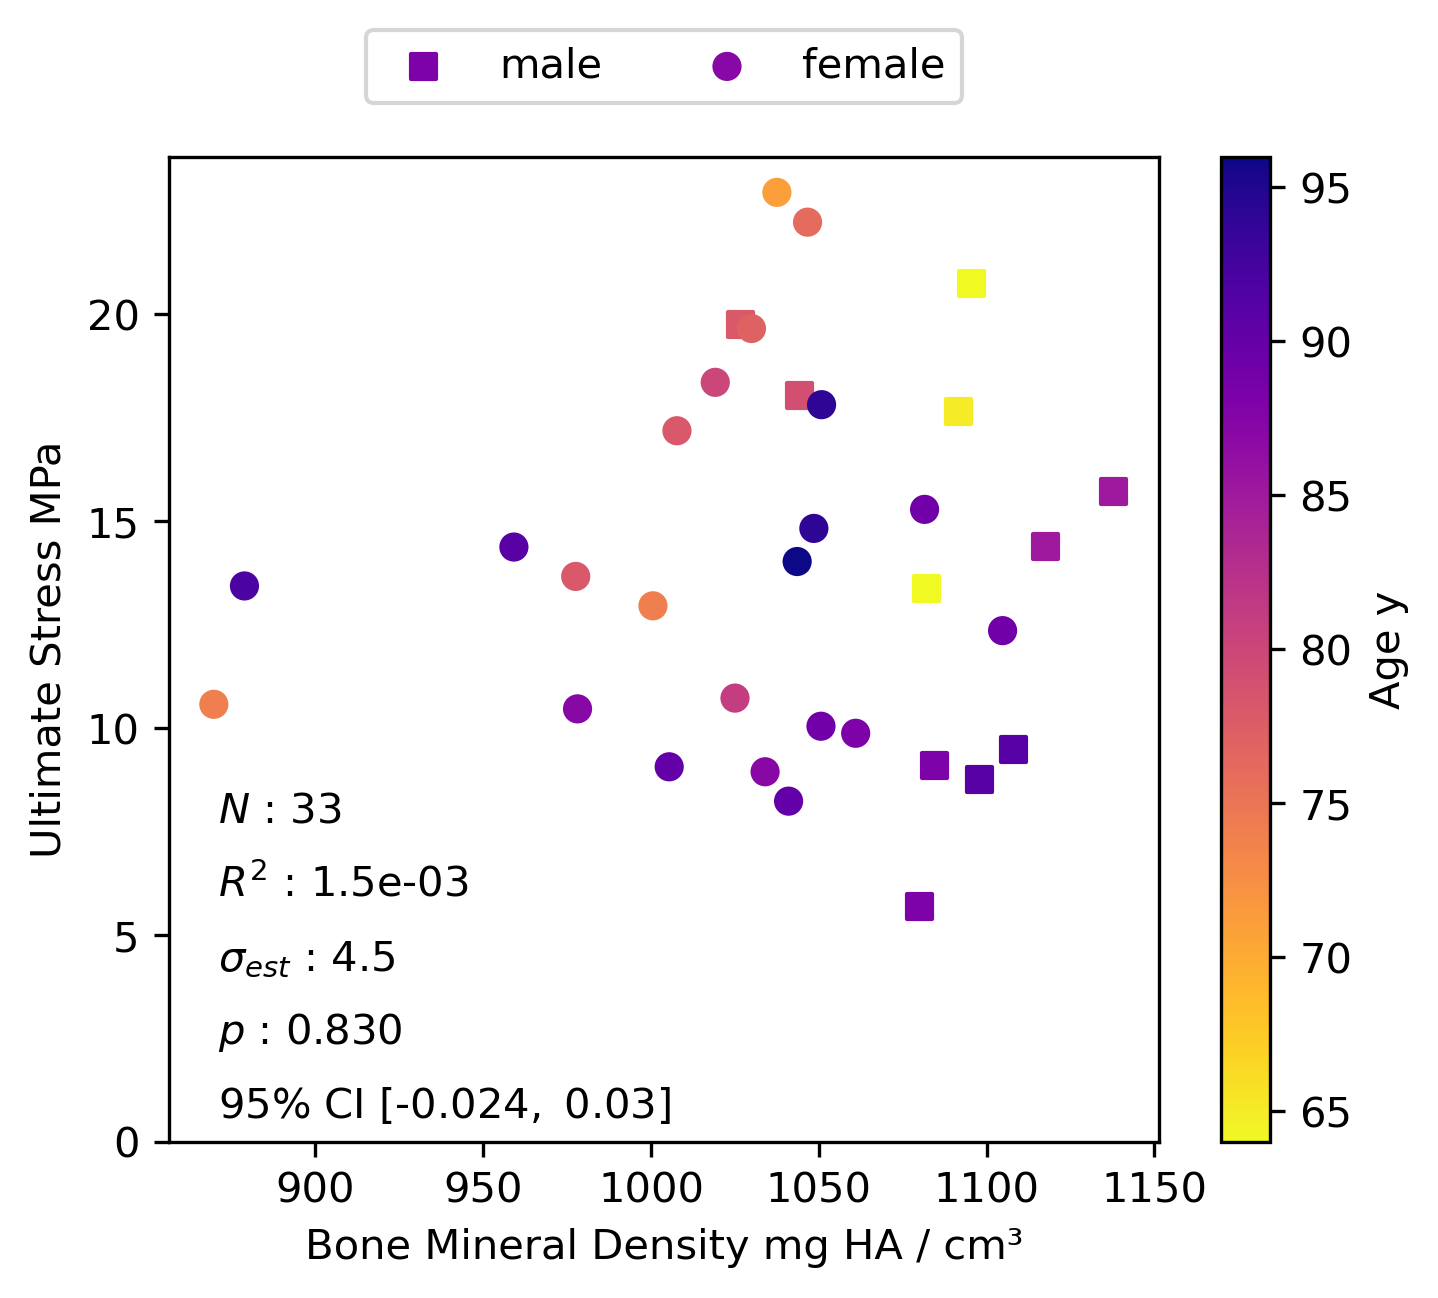 male female
20
15
10
5
0
Ultimate Stress MPa
N : 33
R² : 1.5e-03
σest : 4.5
p : 0.830
95% CI [-0.024, 0.03]
900 950 1000 1050 1100 1150
Bone Mineral Density mg HA / cm³
95
90
85
80
75
70
65
Age y